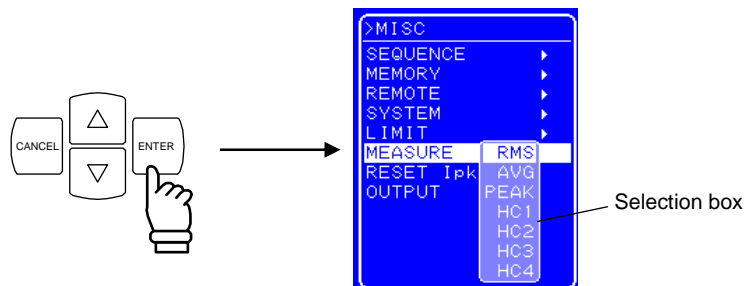 CANCEL
ENTER
>MISC
SEQUENCE
MEMORY
REMOTE
SYSTEM
LIMIT
MEASURE RMS
RESET Ipk AVG
OUTPUT PEAK
HC1
HC2
HC3
HC4
Selection box